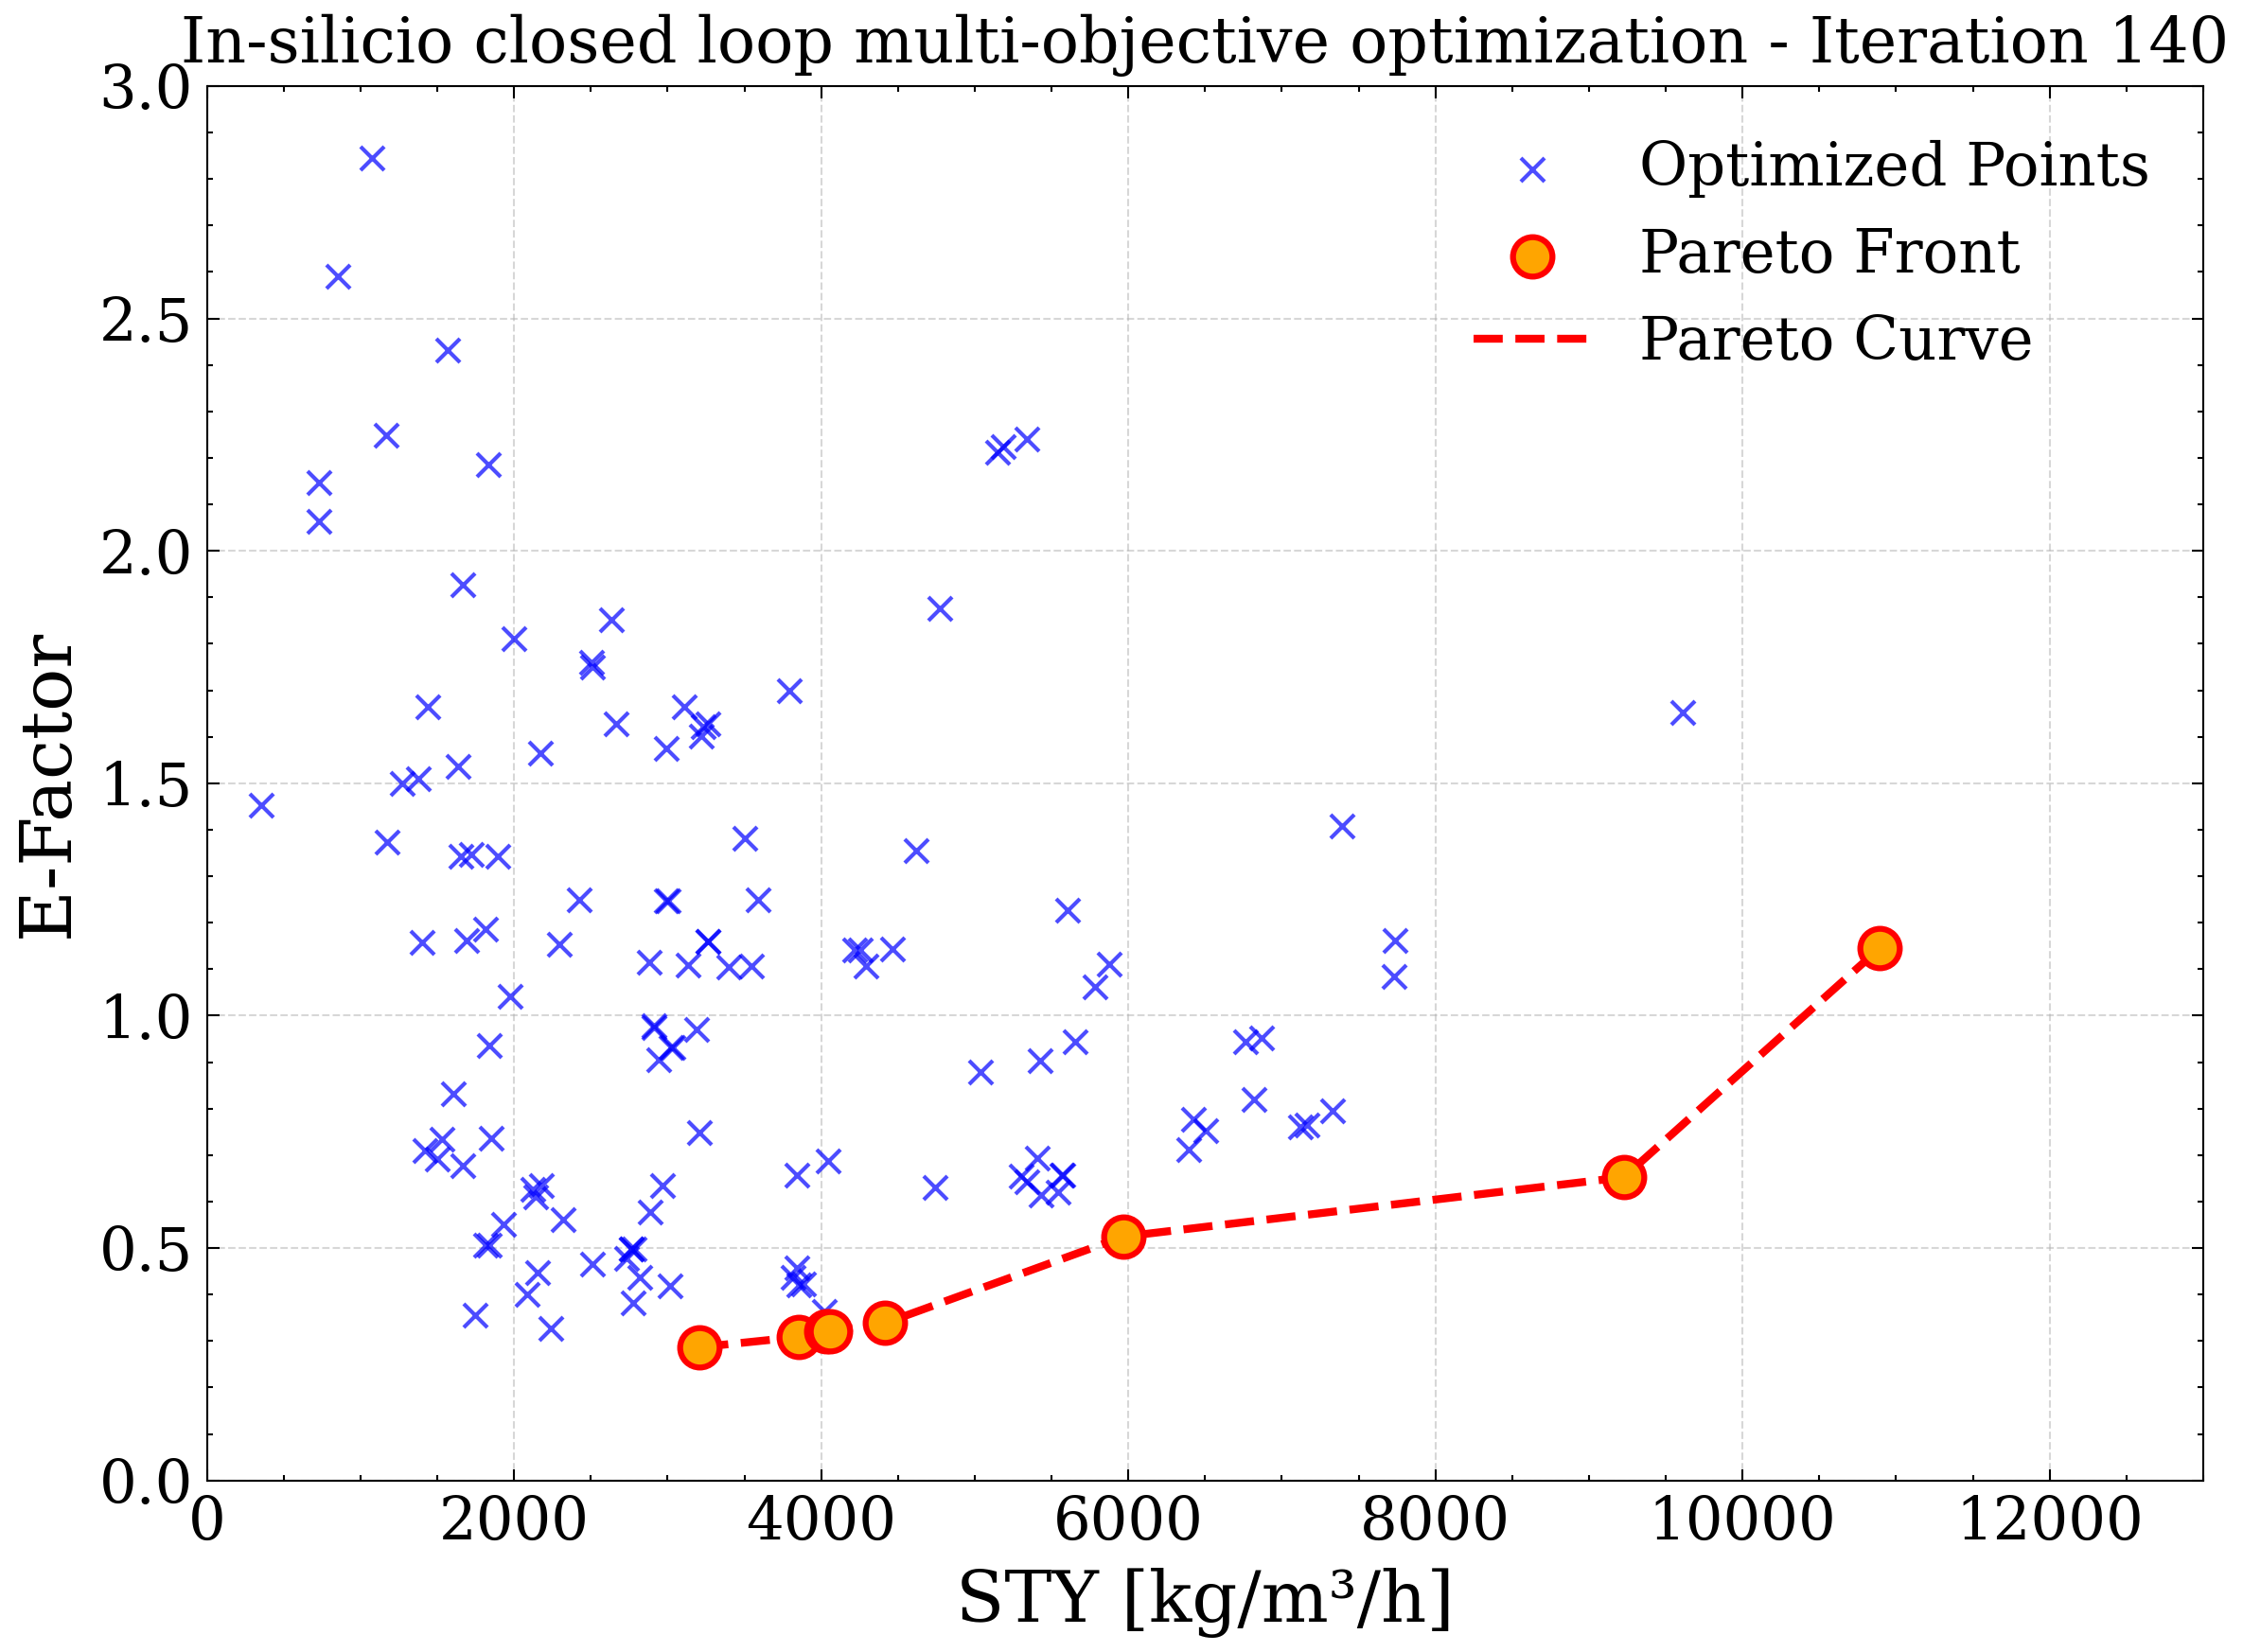 In-silicio closed loop multi-objective optimization - Iteration 140
3.0
2.5
2.0
1.5
1.0
0.5
0.0
E-Factor
Optimized Points
Pareto Front
Pareto Curve
0 2000 4000 6000 8000 10000 12000
STY [kg/m³/h]